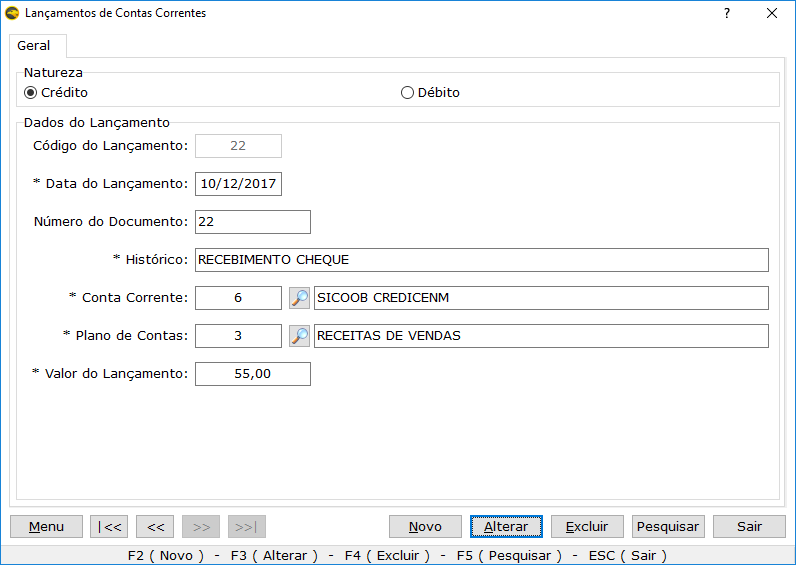 Lançamentos de Contas Correntes ?
Geral
Natureza
Crédito Débito
Dados do Lançamento
Código do Lançamento: 22
* Data do Lançamento: 10/12/2017
Número do Documento: 22
* Histórico: RECEBIMENTO CHEQUE
* Conta Corrente: 6 SICOOB CREDICENM
* Plano de Contas: 3 RECEITAS DE VENDAS
* Valor do Lançamento: 55,00
Menu |<< << >> >>| Novo Alterar Excluir Pesquisar Sair
F2 ( Novo ) - F3 ( Alterar ) - F4 ( Excluir ) - F5 ( Pesquisar ) - ESC ( Sair )